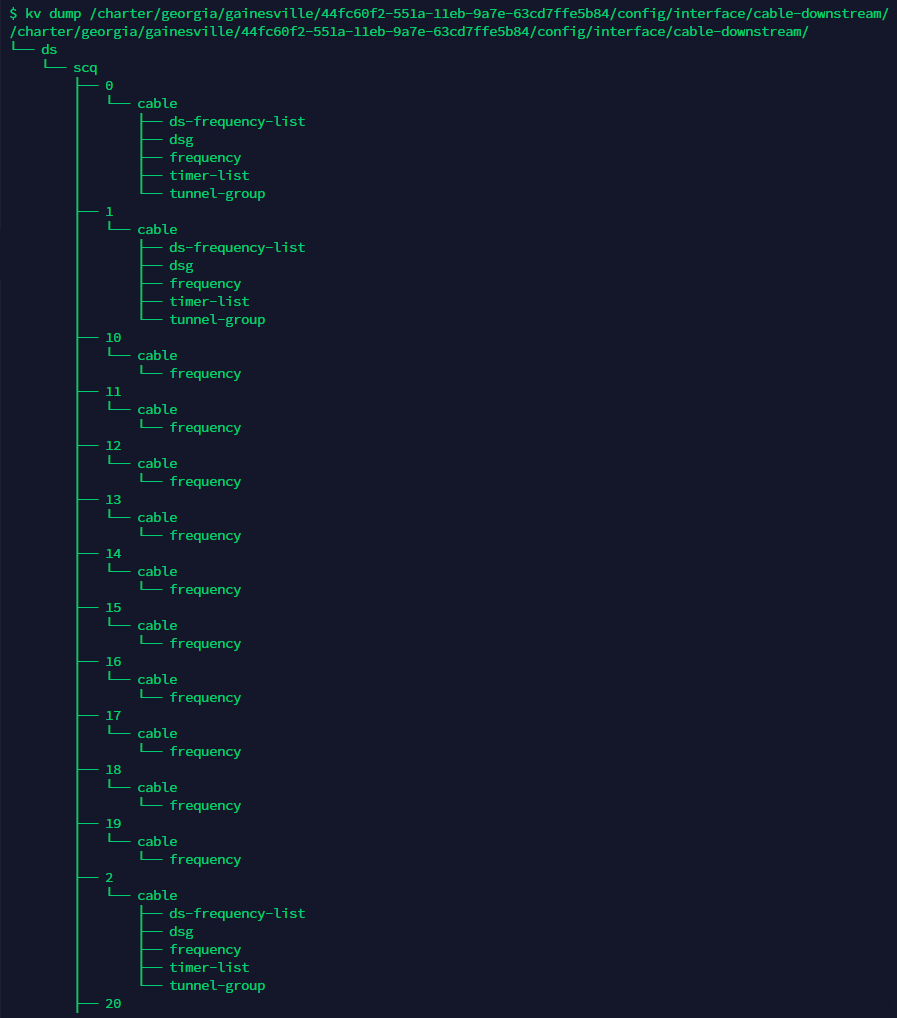 $ kv dump /charter/georgia/gainesville/44fc60f2-551a-11eb-9a7e-63cd7ffe5b84/config/interface/cable-downstream/
/charter/georgia/gainesville/44fc60f2-551a-11eb-9a7e-63cd7ffe5b84/config/interface/cable-downstream/
└── ds
    └── scq
        ├── 0
        │   └── cable
        │       ├── ds-frequency-list
        │       ├── dsg
        │       ├── frequency
        │       ├── timer-list
        │       └── tunnel-group
        ├── 1
        │   └── cable
        │       ├── ds-frequency-list
        │       ├── dsg
        │       ├── frequency
        │       ├── timer-list
        │       └── tunnel-group
        ├── 10
        │   └── cable
        │       └── frequency
        ├── 11
        │   └── cable
        │       └── frequency
        ├── 12
        │   └── cable
        │       └── frequency
        ├── 13
        │   └── cable
        │       └── frequency
        ├── 14
        │   └── cable
        │       └── frequency
        ├── 15
        │   └── cable
        │       └── frequency
        ├── 16
        │   └── cable
        │       └── frequency
        ├── 17
        │   └── cable
        │       └── frequency
        ├── 18
        │   └── cable
        │       └── frequency
        ├── 19
        │   └── cable
        │       └── frequency
        ├── 2
        │   └── cable
        │       ├── ds-frequency-list
        │       ├── dsg
        │       ├── frequency
        │       ├── timer-list
        │       └── tunnel-group
        ├── 20